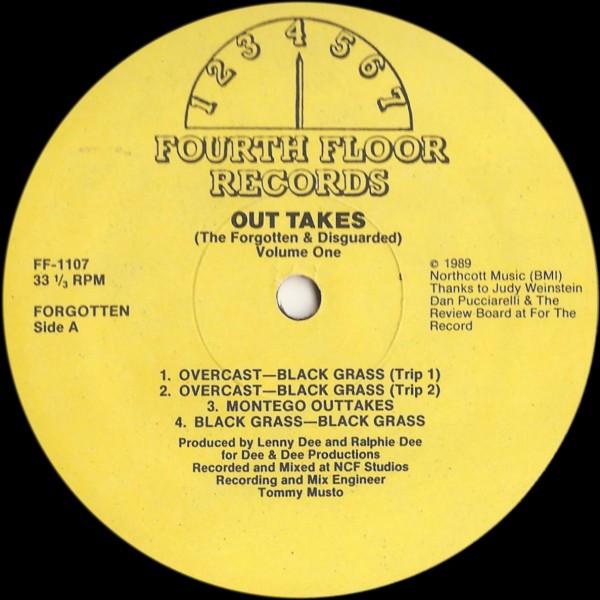 1 2 3 4 5 6 7
FOURTH FLOOR
RECORDS
OUT TAKES
(The Forgotten & Disguarded)
Volume One
FF-1107
33 1/3 RPM
FORGOTTEN
Side A
© 1989
Northcott Music (BMI)
Thanks to Judy Weinstein
Dan Pucciarelli & The
Review Board at For The
Record
1. OVERCAST—BLACK GRASS (Trip 1)
2. OVERCAST—BLACK GRASS (Trip 2)
3. MONTEGO OUTTAKES
4. BLACK GRASS—BLACK GRASS
Produced by Lenny Dee and Ralphie Dee
for Dee & Dee Productions
Recorded and Mixed at NCF Studios
Recording and Mix Engineer
Tommy Musto